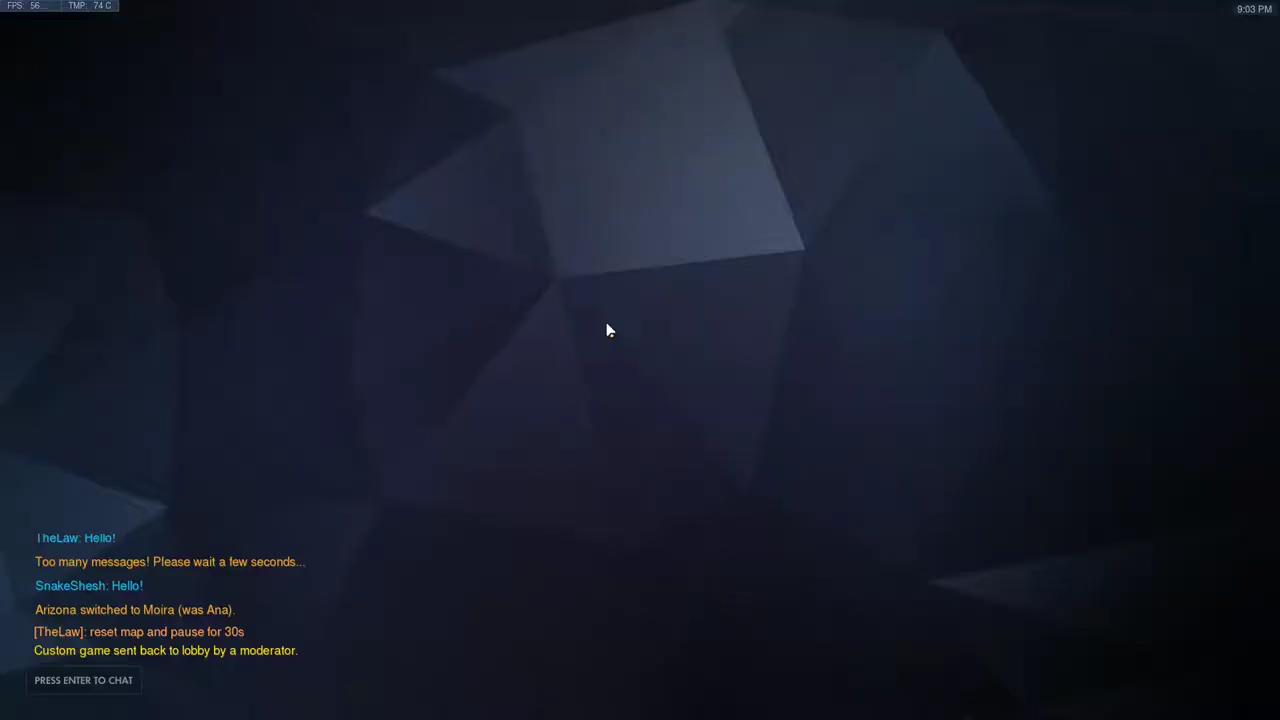 FPS: 56... TMP: 74 C
9:03 PM
TheLaw: Hello!
Too many messages! Please wait a few seconds...
SnakeShesh: Hello!
Arizona switched to Moira (was Ana).
[TheLaw]: reset map and pause for 30s
Custom game sent back to lobby by a moderator.
PRESS ENTER TO CHAT